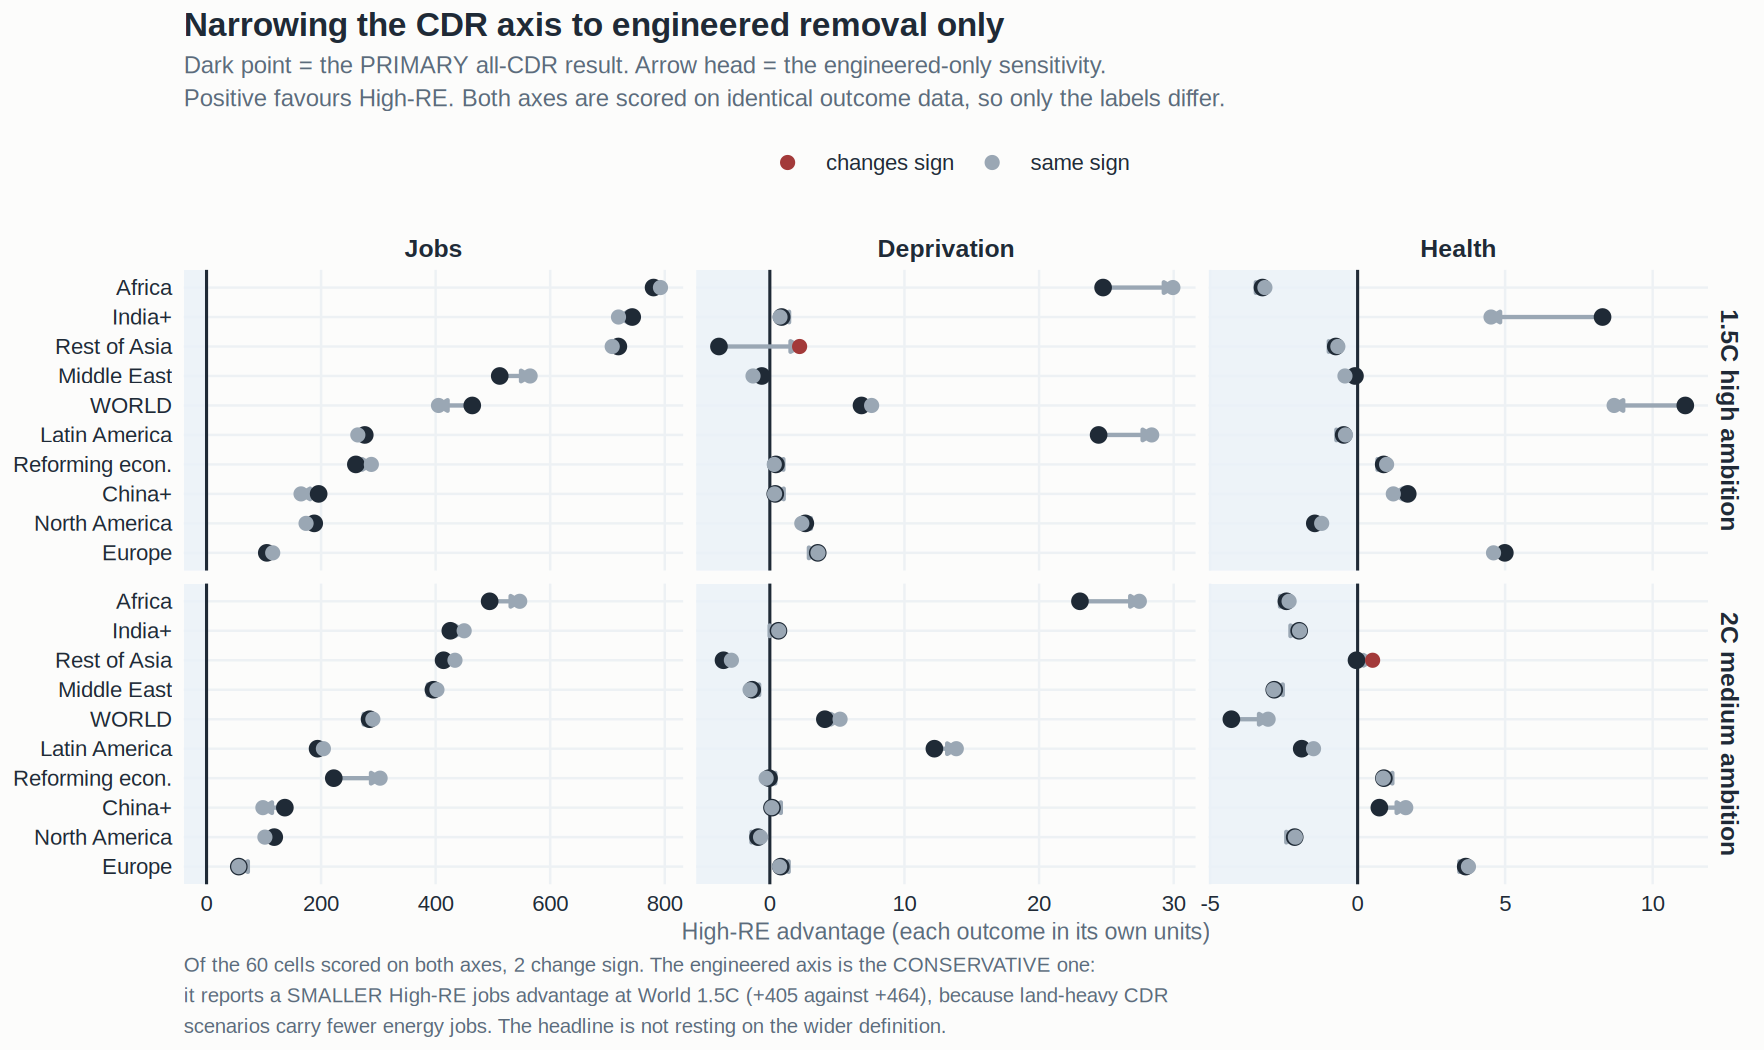 Narrowing the CDR axis to engineered removal only
Dark point = the PRIMARY all-CDR result. Arrow head = the engineered-only sensitivity.
Positive favours High-RE. Both axes are scored on identical outcome data, so only the labels differ.
changes sign
same sign
Jobs
Deprivation
Health
Africa
India+
Rest of Asia
Middle East
WORLD
Latin America
Reforming econ.
China+
North America
Europe
1.5C high ambition
Africa
India+
Rest of Asia
Middle East
WORLD
Latin America
Reforming econ.
China+
North America
Europe
2C medium ambition
0 200 400 600 800
0 10 20 30
-5 0 5 10
High-RE advantage (each outcome in its own units)
Of the 60 cells scored on both axes, 2 change sign. The engineered axis is the CONSERVATIVE one:
it reports a SMALLER High-RE jobs advantage at World 1.5C (+405 against +464), because land-heavy CDR
scenarios carry fewer energy jobs. The headline is not resting on the wider definition.